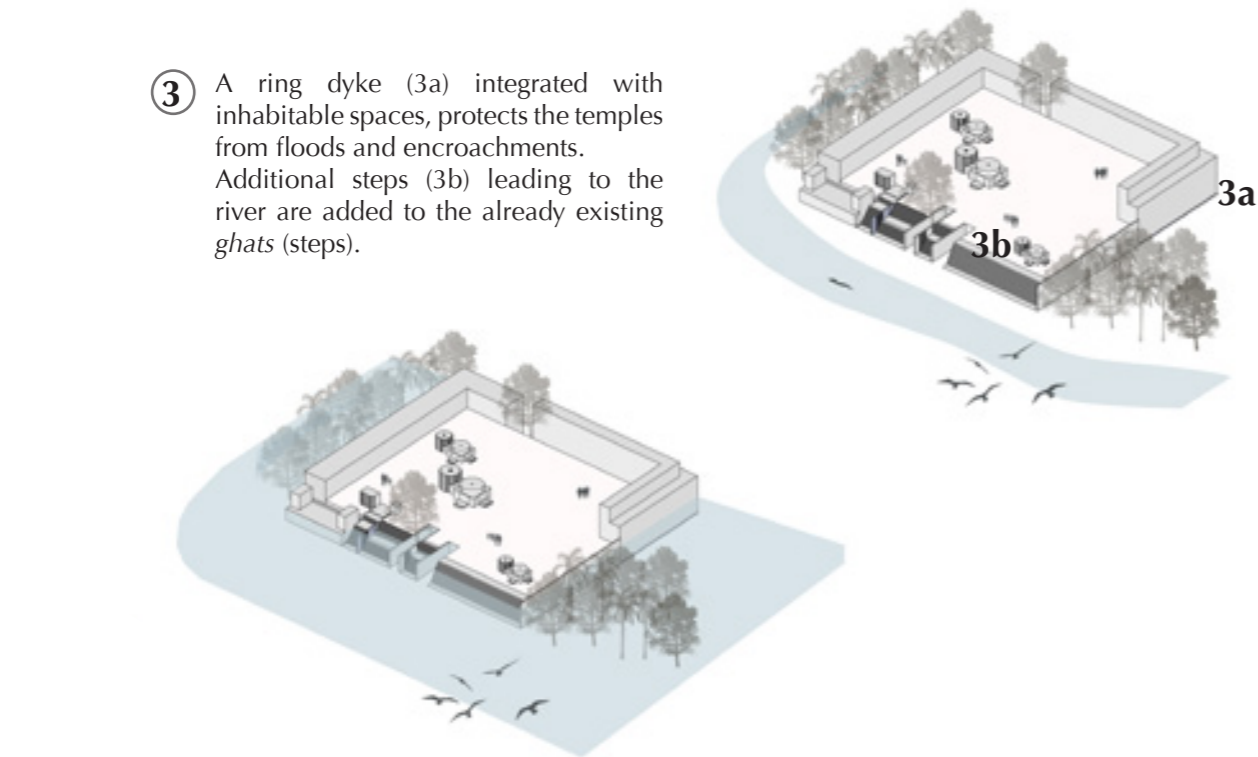 3
A ring dyke (3a) integrated with
inhabitable spaces, protects the temples
from floods and encroachments.
Additional steps (3b) leading to the
river are added to the already existing
ghats (steps).
3a
3b